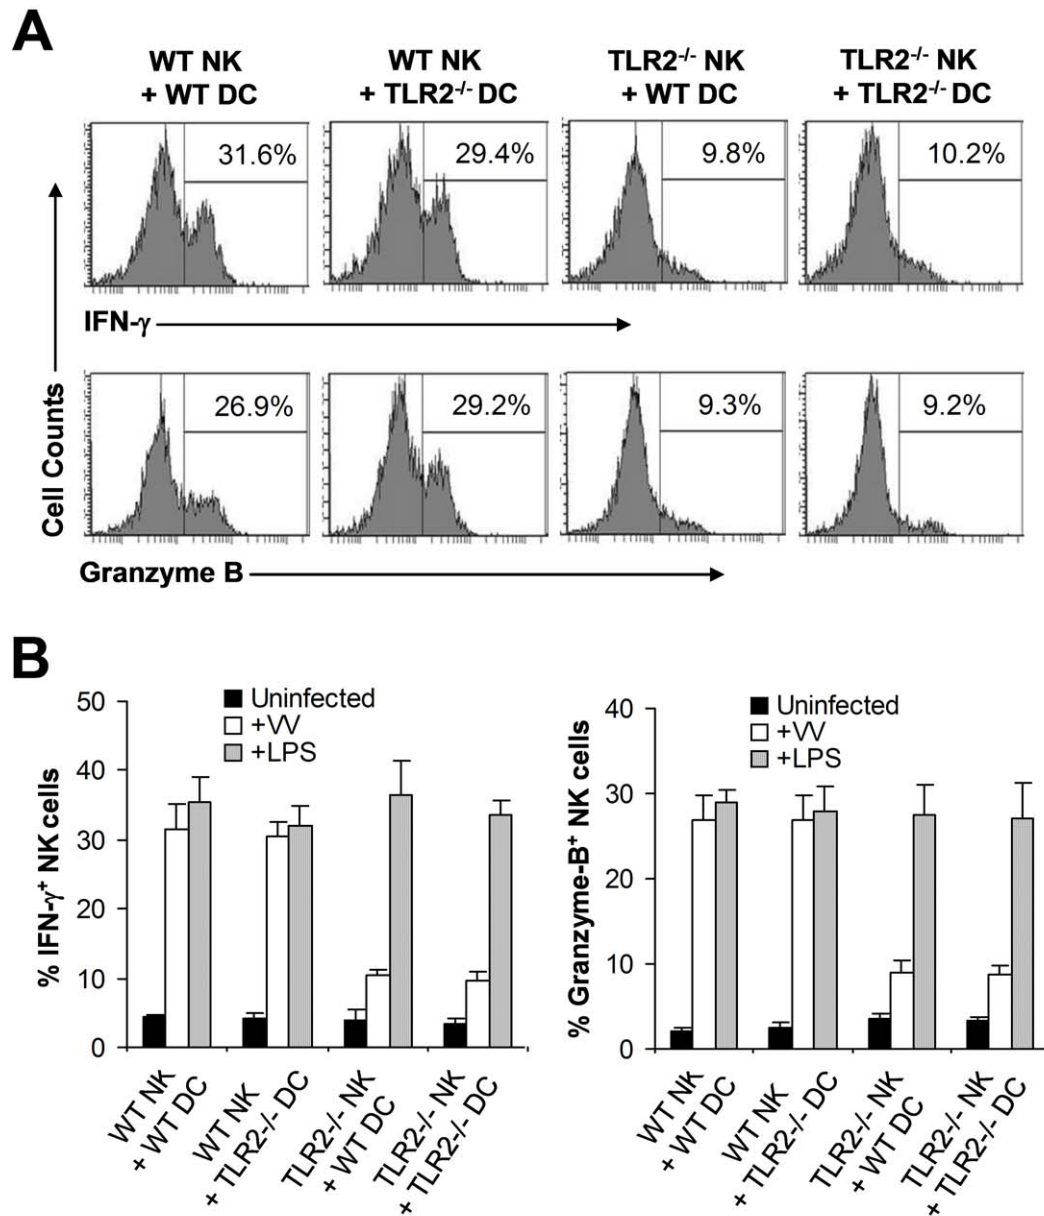 A
WT NK
+ WT DC
WT NK
+ TLR2-/- DC
TLR2-/- NK
+ WT DC
TLR2-/- NK
+ TLR2-/- DC
31.6%
29.4%
9.8%
10.2%
IFN-γ
26.9%
29.2%
9.3%
9.2%
Cell Counts
Granzyme B
B
50
40
30
20
10
0
% IFN-γ+ NK cells
Uninfected
+VV
+LPS
WT NK
+ WT DC
WT NK
+ TLR2-/- DC
TLR2-/- NK
+ WT DC
TLR2-/- NK
+ TLR2-/- DC
40
30
20
10
0
% Granzyme-B+ NK cells
Uninfected
+VV
+LPS
WT NK
+ WT DC
WT NK
+ TLR2-/- DC
TLR2-/- NK
+ WT DC
TLR2-/- NK
+ TLR2-/- DC